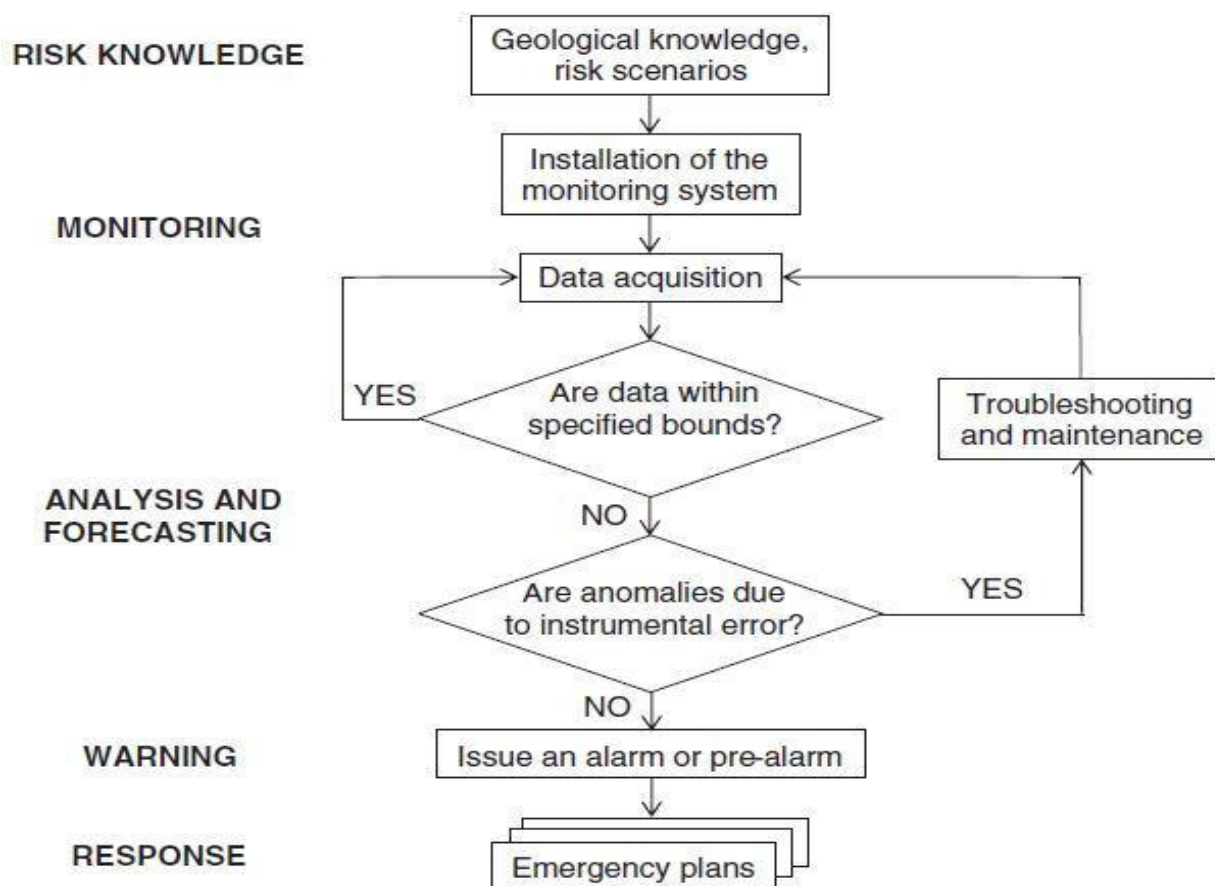 RISK KNOWLEDGE
Geological knowledge,
risk scenarios
Installation of the
monitoring system
MONITORING
Data acquisition
YES
Are data within
specified bounds?
Troubleshooting
and maintenance
ANALYSIS AND
FORECASTING
NO
Are anomalies due
to instrumental error?
YES
NO
WARNING
Issue an alarm or pre-alarm
RESPONSE
Emergency plans